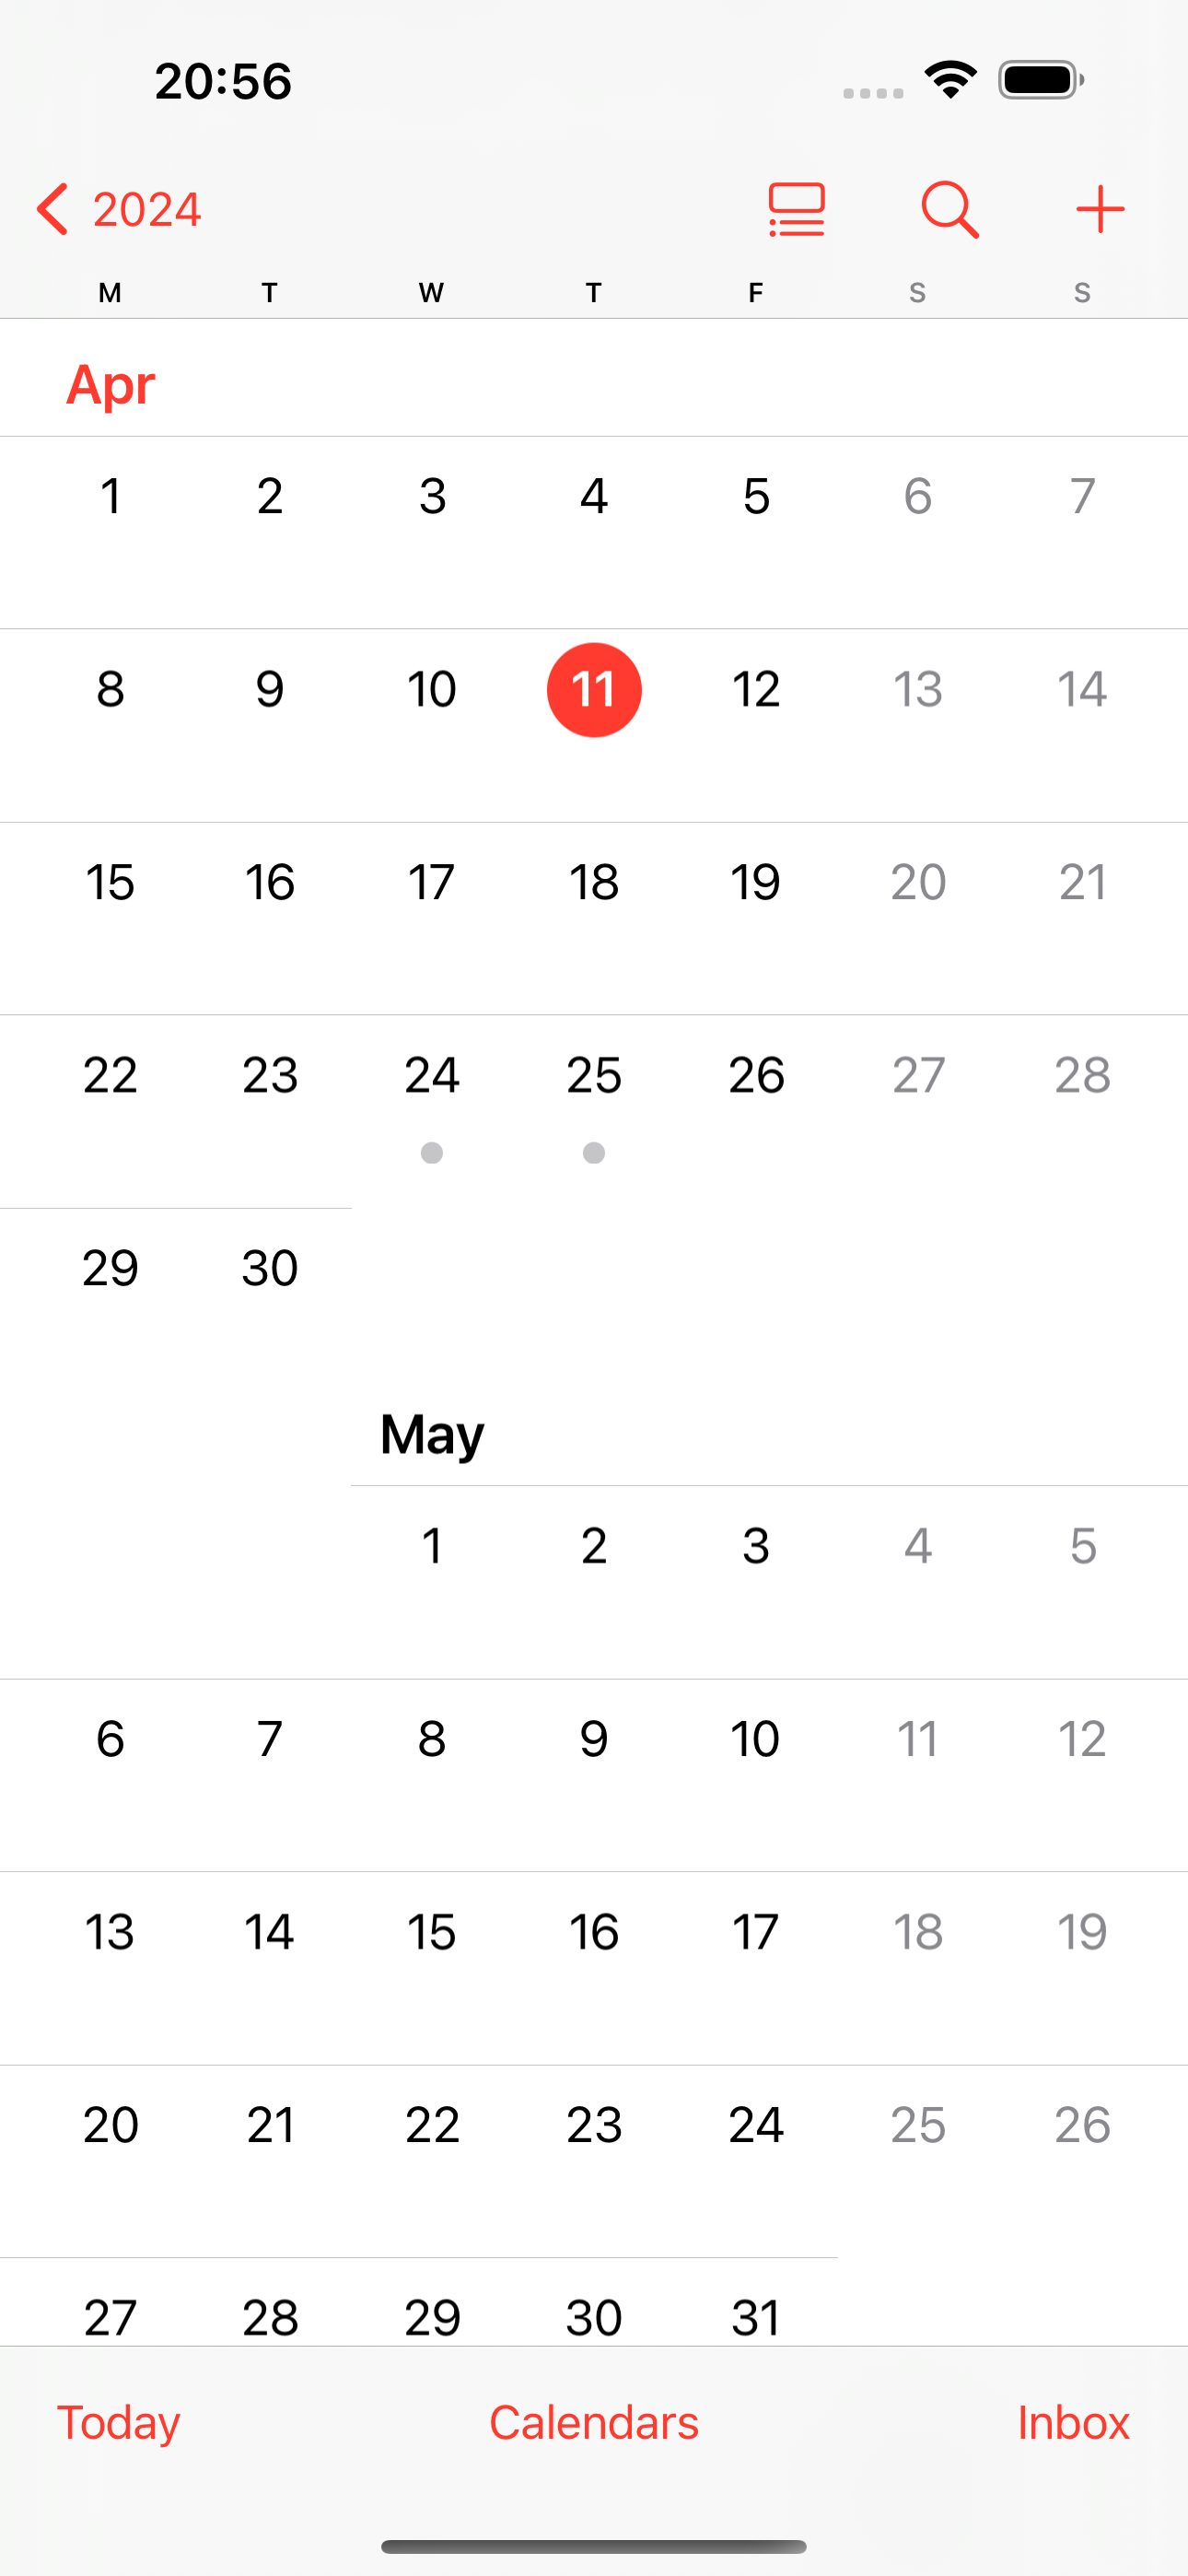 20:56
2024
M T W T F S S
Apr
1 2 3 4 5 6 7
8 9 10 11 12 13 14
15 16 17 18 19 20 21
22 23 24 25 26 27 28
29 30
May
1 2 3 4 5
6 7 8 9 10 11 12
13 14 15 16 17 18 19
20 21 22 23 24 25 26
27 28 29 30 31
Today Calendars Inbox